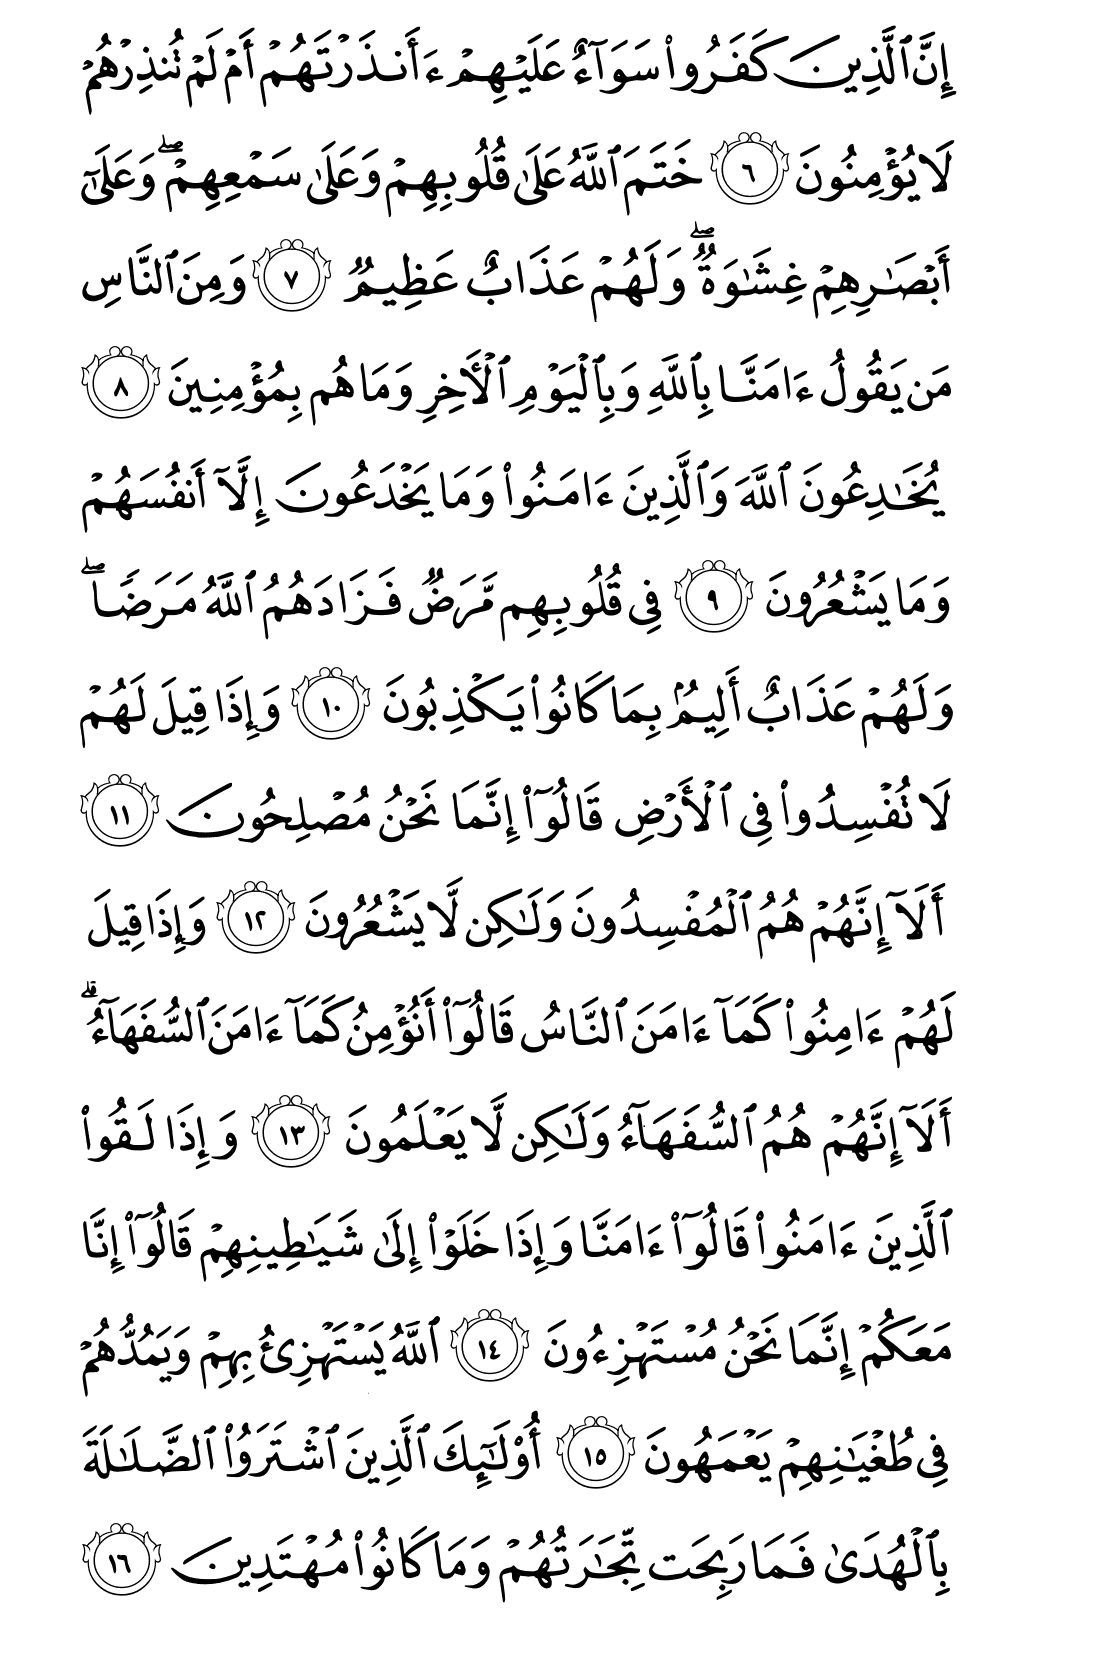 إِنَّ ٱلَّذِينَ كَفَرُوا۟ سَوَآءٌ عَلَيْهِمْ ءَأَنذَرْتَهُمْ أَمْ لَمْ تُنذِرْهُمْ
لَا يُؤْمِنُونَ ٦ خَتَمَ ٱللَّهُ عَلَىٰ قُلُوبِهِمْ وَعَلَىٰ سَمْعِهِمْ ۖ وَعَلَىٰٓ
أَبْصَـٰرِهِمْ غِشَـٰوَةٌ ۖ وَلَهُمْ عَذَابٌ عَظِيمٌ ٧ وَمِنَ ٱلنَّاسِ
مَن يَقُولُ ءَامَنَّا بِٱللَّهِ وَبِٱلْيَوْمِ ٱلْـَٔاخِرِ وَمَا هُم بِمُؤْمِنِينَ ٨
يُخَـٰدِعُونَ ٱللَّهَ وَٱلَّذِينَ ءَامَنُوا۟ وَمَا يَخْدَعُونَ إِلَّآ أَنفُسَهُمْ
وَمَا يَشْعُرُونَ ٩ فِى قُلُوبِهِم مَّرَضٌ فَزَادَهُمُ ٱللَّهُ مَرَضًا ۖ
وَلَهُمْ عَذَابٌ أَلِيمٌۢ بِمَا كَانُوا۟ يَكْذِبُونَ ١٠ وَإِذَا قِيلَ لَهُمْ
لَا تُفْسِدُوا۟ فِى ٱلْأَرْضِ قَالُوٓا۟ إِنَّمَا نَحْنُ مُصْلِحُونَ ١١
أَلَآ إِنَّهُمْ هُمُ ٱلْمُفْسِدُونَ وَلَـٰكِن لَّا يَشْعُرُونَ ١٢ وَإِذَا قِيلَ
لَهُمْ ءَامِنُوا۟ كَمَآ ءَامَنَ ٱلنَّاسُ قَالُوٓا۟ أَنُؤْمِنُ كَمَآ ءَامَنَ ٱلسُّفَهَآءُ ۗ
أَلَآ إِنَّهُمْ هُمُ ٱلسُّفَهَآءُ وَلَـٰكِن لَّا يَعْلَمُونَ ١٣ وَإِذَا لَقُوا۟
ٱلَّذِينَ ءَامَنُوا۟ قَالُوٓا۟ ءَامَنَّا وَإِذَا خَلَوْا۟ إِلَىٰ شَيَـٰطِينِهِمْ قَالُوٓا۟ إِنَّا
مَعَكُمْ إِنَّمَا نَحْنُ مُسْتَهْزِءُونَ ١٤ ٱللَّهُ يَسْتَهْزِئُ بِهِمْ وَيَمُدُّهُمْ
فِى طُغْيَـٰنِهِمْ يَعْمَهُونَ ١٥ أُو۟لَـٰٓئِكَ ٱلَّذِينَ ٱشْتَرَوُا۟ ٱلضَّلَـٰلَةَ
بِٱلْهُدَىٰ فَمَا رَبِحَت تِّجَـٰرَتُهُمْ وَمَا كَانُوا۟ مُهْتَدِينَ ١٦